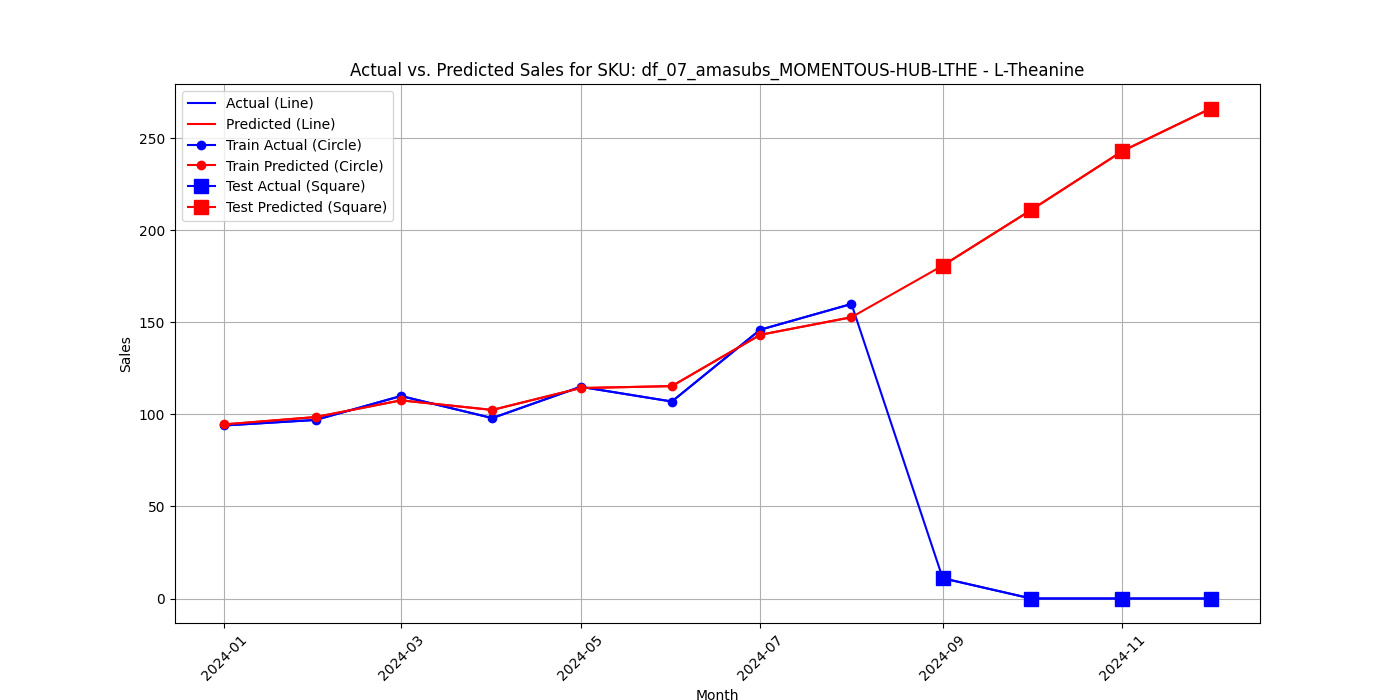 Actual vs. Predicted Sales for SKU: df_07_amasubs_MOMENTOUS-HUB-LTHE - L-Theanine
Actual (Line)
Predicted (Line)
Train Actual (Circle)
Train Predicted (Circle)
Test Actual (Square)
Test Predicted (Square)
250
200
150
100
50
0
Sales
2024-01
2024-03
2024-05
2024-07
2024-09
2024-11
Month